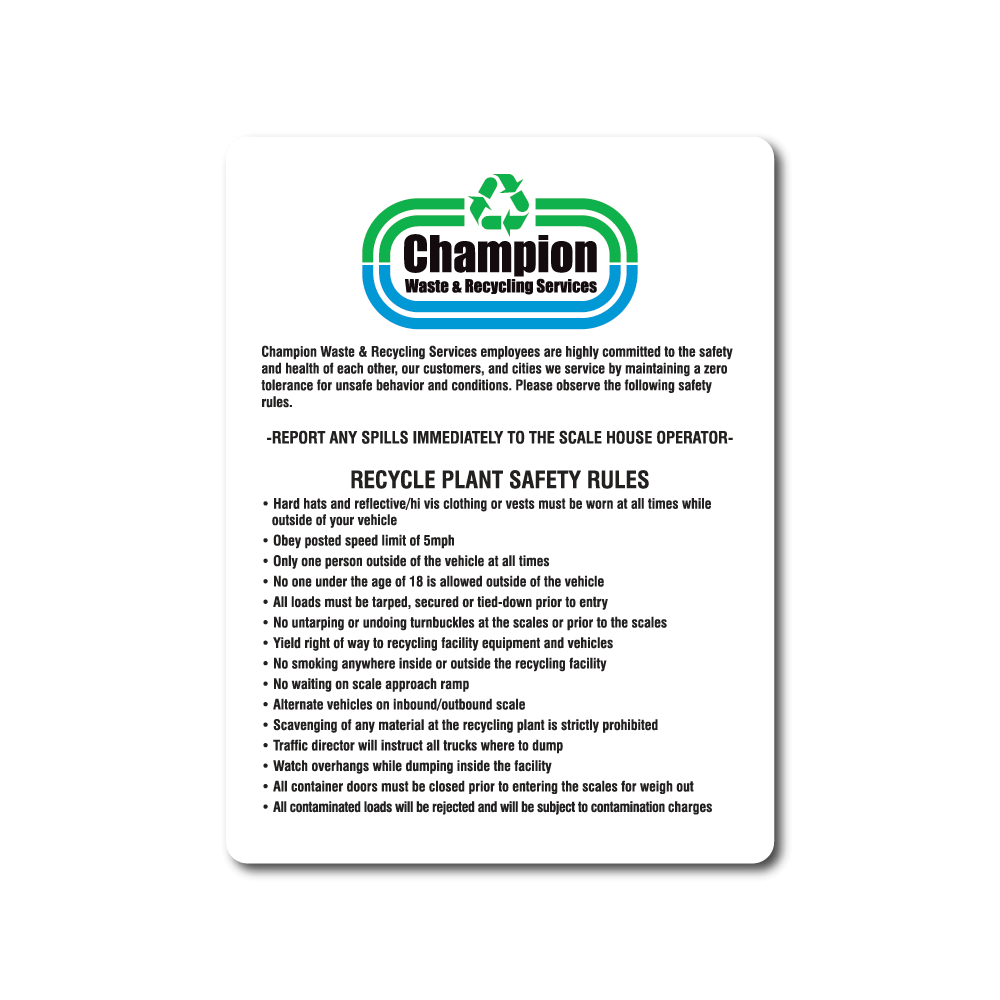 Champion
Waste & Recycling Services
Champion Waste & Recycling Services employees are highly committed to the safety
and health of each other, our customers, and cities we service by maintaining a zero
tolerance for unsafe behavior and conditions. Please observe the following safety
rules.
-REPORT ANY SPILLS IMMEDIATELY TO THE SCALE HOUSE OPERATOR-
RECYCLE PLANT SAFETY RULES
• Hard hats and reflective/hi vis clothing or vests must be worn at all times while
outside of your vehicle
• Obey posted speed limit of 5mph
• Only one person outside of the vehicle at all times
• No one under the age of 18 is allowed outside of the vehicle
• All loads must be tarped, secured or tied-down prior to entry
• No untarping or undoing turnbuckles at the scales or prior to the scales
• Yield right of way to recycling facility equipment and vehicles
• No smoking anywhere inside or outside the recycling facility
• No waiting on scale approach ramp
• Alternate vehicles on inbound/outbound scale
• Scavenging of any material at the recycling plant is strictly prohibited
• Traffic director will instruct all trucks where to dump
• Watch overhangs while dumping inside the facility
• All container doors must be closed prior to entering the scales for weigh out
• All contaminated loads will be rejected and will be subject to contamination charges